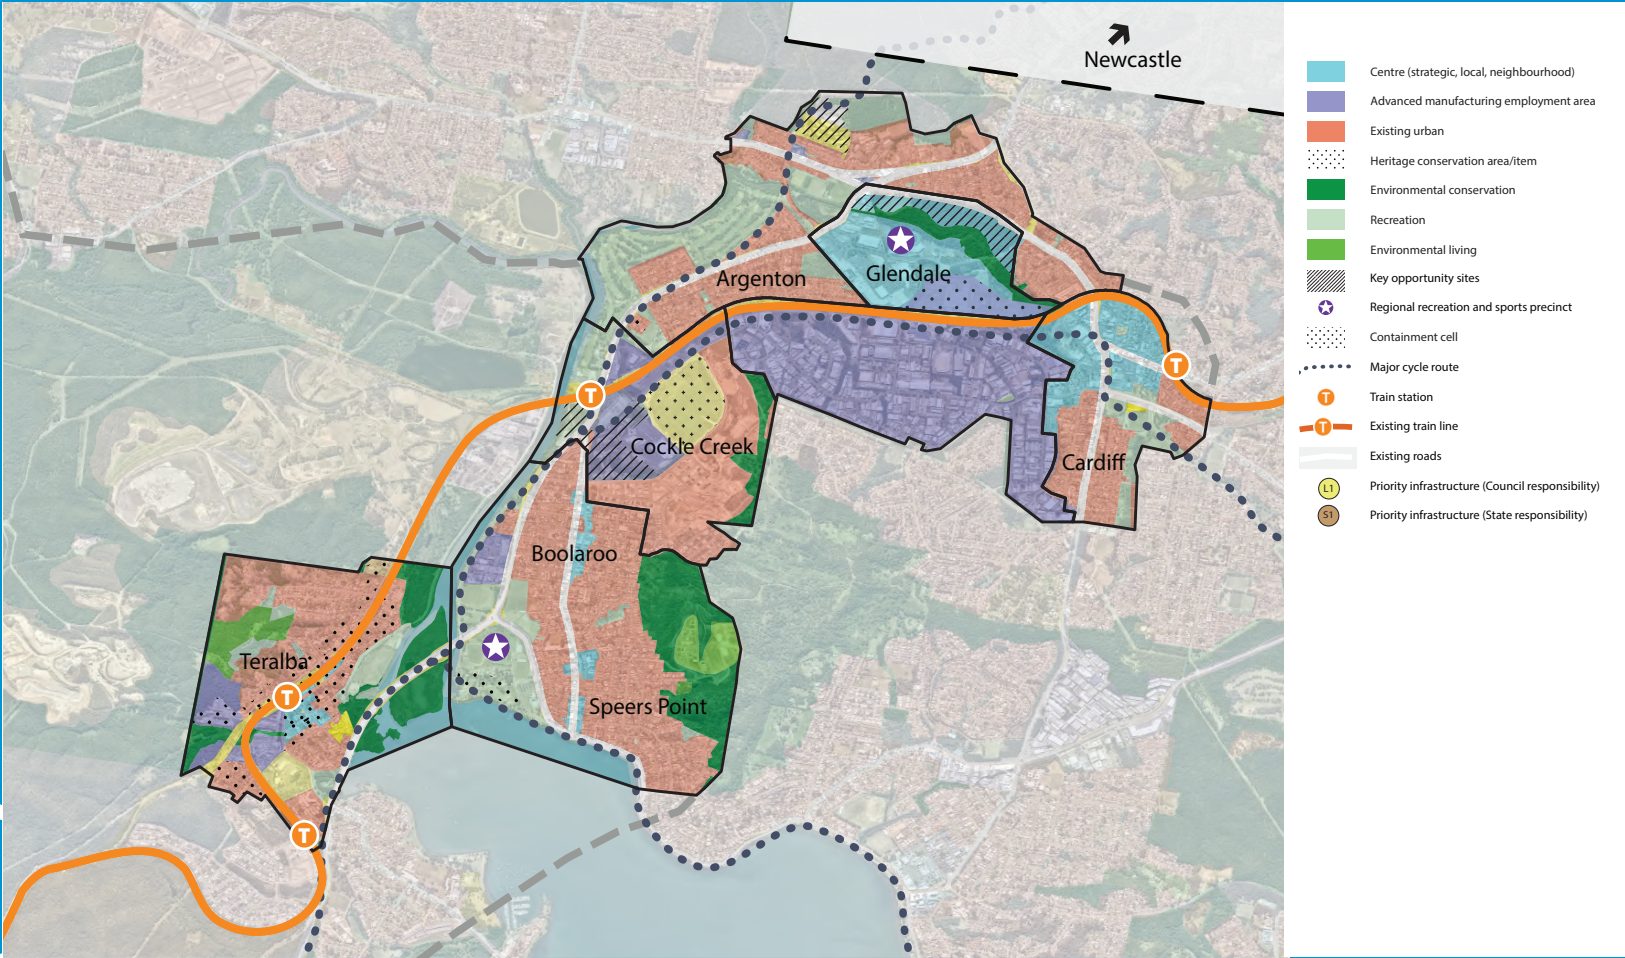 Newcastle
Argenton
Glendale
Cockle Creek
Cardiff
Boolaroo
Teralba
Speers Point
T
T
T
T
Centre (strategic, local, neighbourhood)
Advanced manufacturing employment area
Existing urban
Heritage conservation area/item
Environmental conservation
Recreation
Environmental living
Key opportunity sites
Regional recreation and sports precinct
Containment cell
Major cycle route
T Train station
T Existing train line
Existing roads
L1 Priority infrastructure (Council responsibility)
S1 Priority infrastructure (State responsibility)